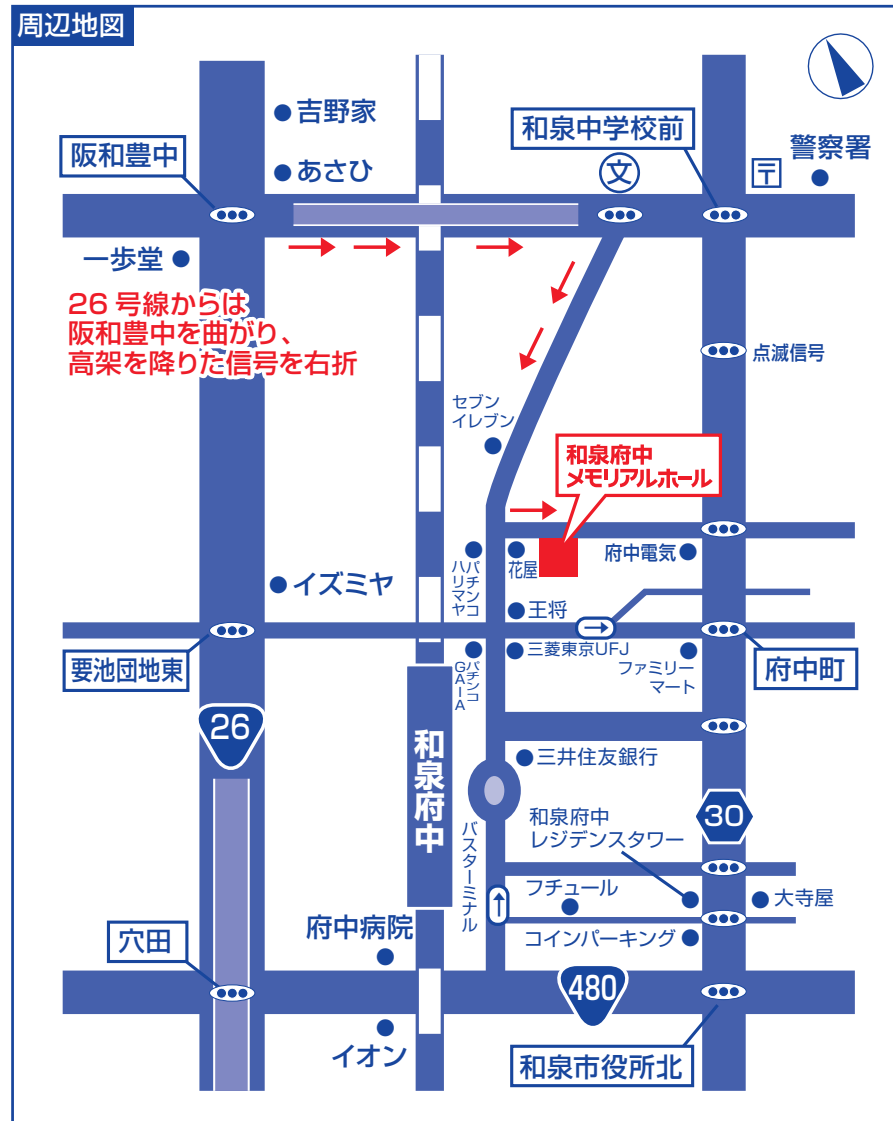 周辺地図
吉野家
阪和豊中
あさひ
和泉中学校前
文
〒
警察署
一歩堂
26 号線からは
阪和豊中を曲がり、
高架を降りた信号を右折
点滅信号
セブン
イレブン
和泉府中
メモリアルホール
パチンコ
ハリマヤ
花屋
府中電気
イズミヤ
王将
要池団地東
パチンコ
GAIA
三菱東京UFJ
ファミリー
マート
府中町
26
和泉府中
三井住友銀行
30
バスターミナル
和泉府中
レジデンスタワー
フチュール
大寺屋
コインパーキング
府中病院
穴田
480
イオン
和泉市役所北